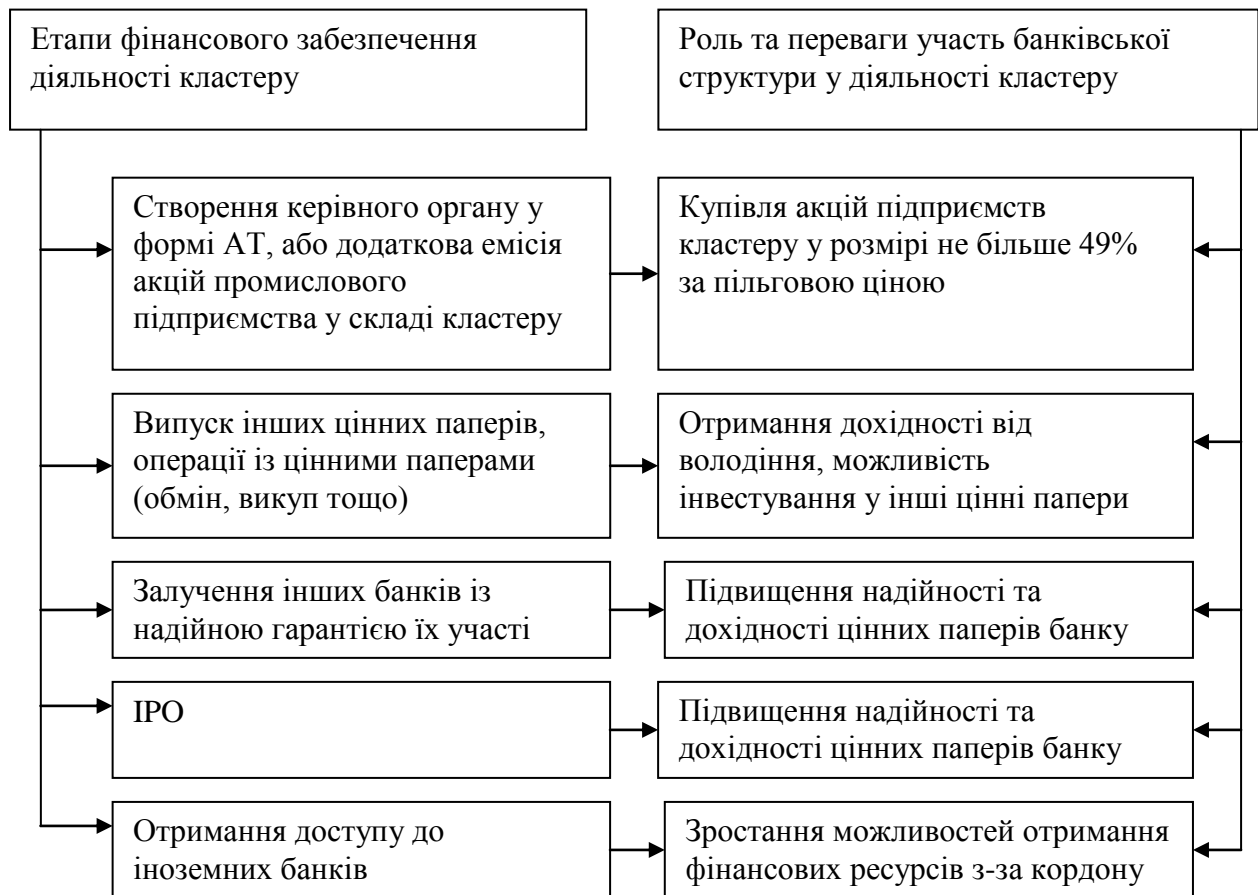 Етапи фінансового забезпечення
діяльності кластеру
Роль та переваги участь банківської
структури у діяльності кластеру
Створення керівного органу у
формі АТ, або додаткова емісія
акцій промислового
підприємства у складі кластеру
Купівля акцій підприємств
кластеру у розмірі не більше 49%
за пільговою ціною
Випуск інших цінних паперів,
операції із цінними паперами
(обмін, викуп тощо)
Отримання дохідності від
володіння, можливість
інвестування у інші цінні папери
Залучення інших банків із
надійною гарантією їх участі
Підвищення надійності та
дохідності цінних паперів банку
IPO
Підвищення надійності та
дохідності цінних паперів банку
Отримання доступу до
іноземних банків
Зростання можливостей отримання
фінансових ресурсів з-за кордону